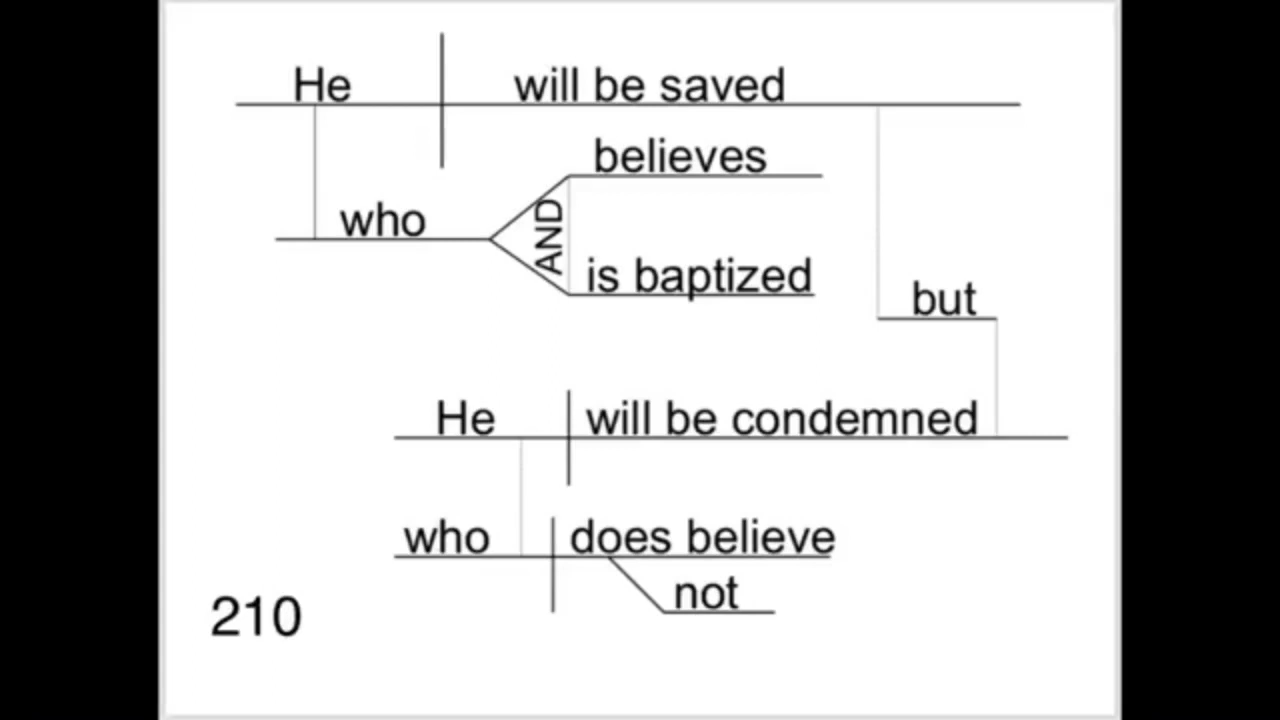 He will be saved
believes
who
AND
is baptized
but
He will be condemned
who does believe
not
210